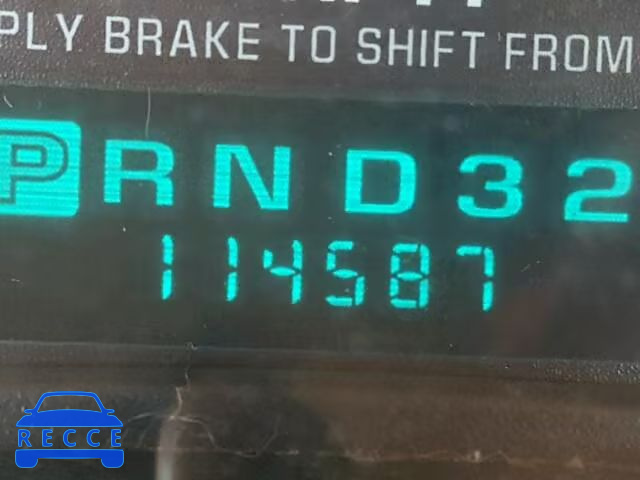 PLY BRAKE TO SHIFT FROM
P R N D 3 2
114587
RECCE